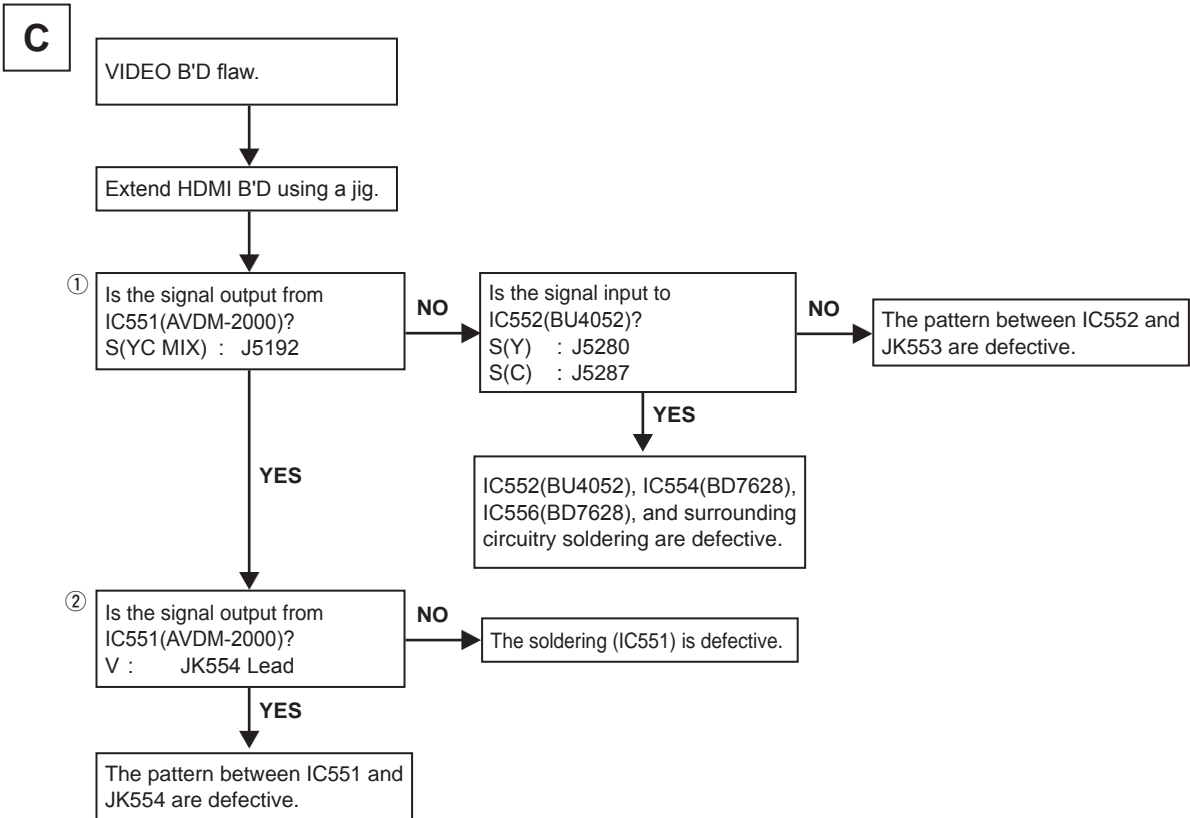 C
VIDEO B'D flaw.
Extend HDMI B'D using a jig.
①
Is the signal output from
IC551(AVDM-2000)?
S(YC MIX) : J5192
NO
Is the signal input to
IC552(BU4052)?
S(Y) : J5280
S(C) : J5287
NO
The pattern between IC552 and
JK553 are defective.
YES
IC552(BU4052), IC554(BD7628),
IC556(BD7628), and surrounding
circuitry soldering are defective.
YES
②
Is the signal output from
IC551(AVDM-2000)?
V : JK554 Lead
NO
The soldering (IC551) is defective.
YES
The pattern between IC551 and
JK554 are defective.